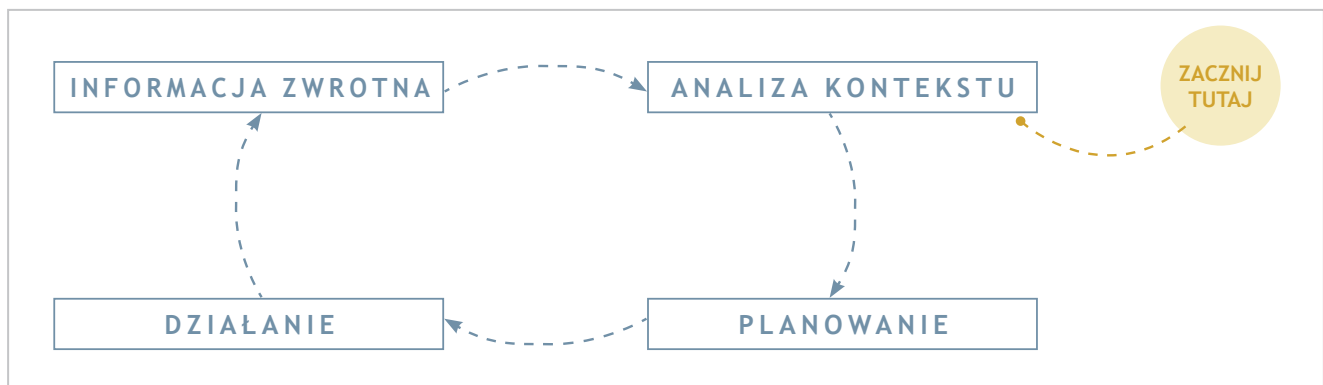 INFORMACJA ZWROTNA
ANALIZA KONTEKSTU
ZACZNIJ
TUTAJ
DZIAŁANIE
PLANOWANIE